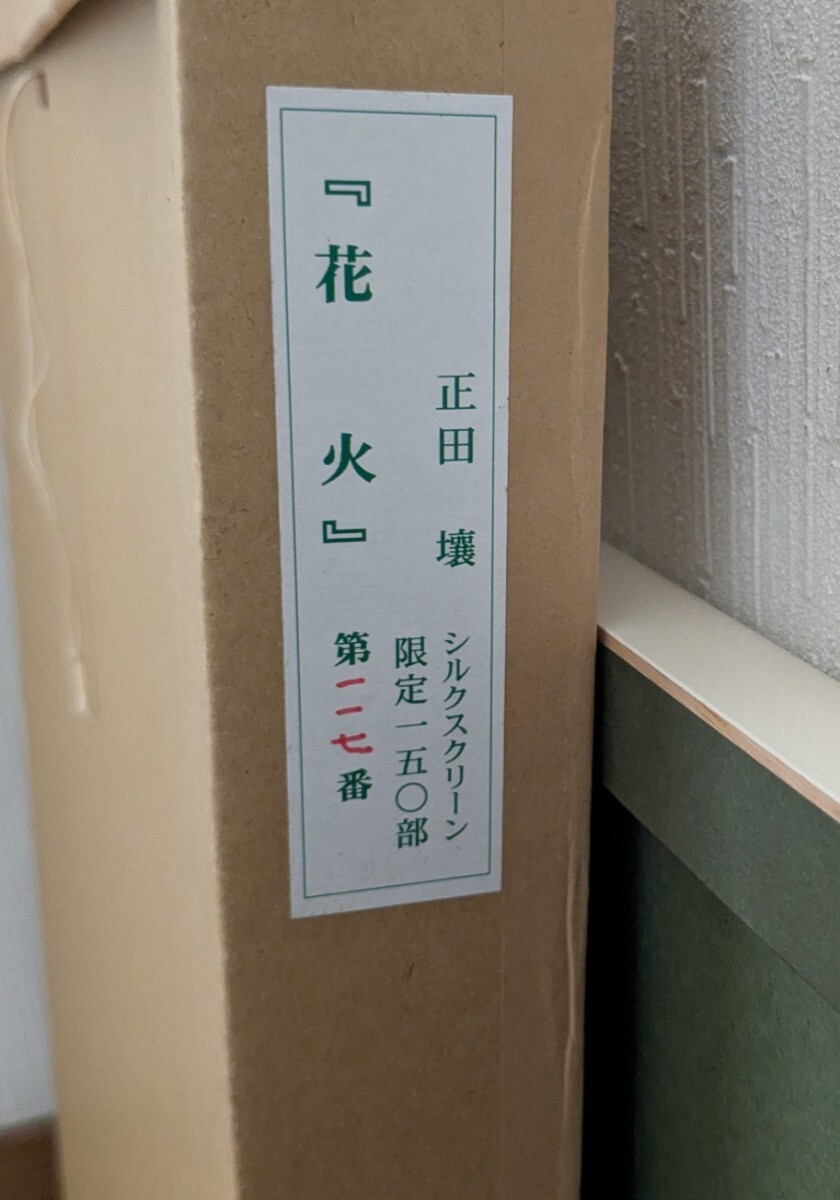 正田 壤
シルクスクリーン
限定一五〇部
『花火』
第一一七番